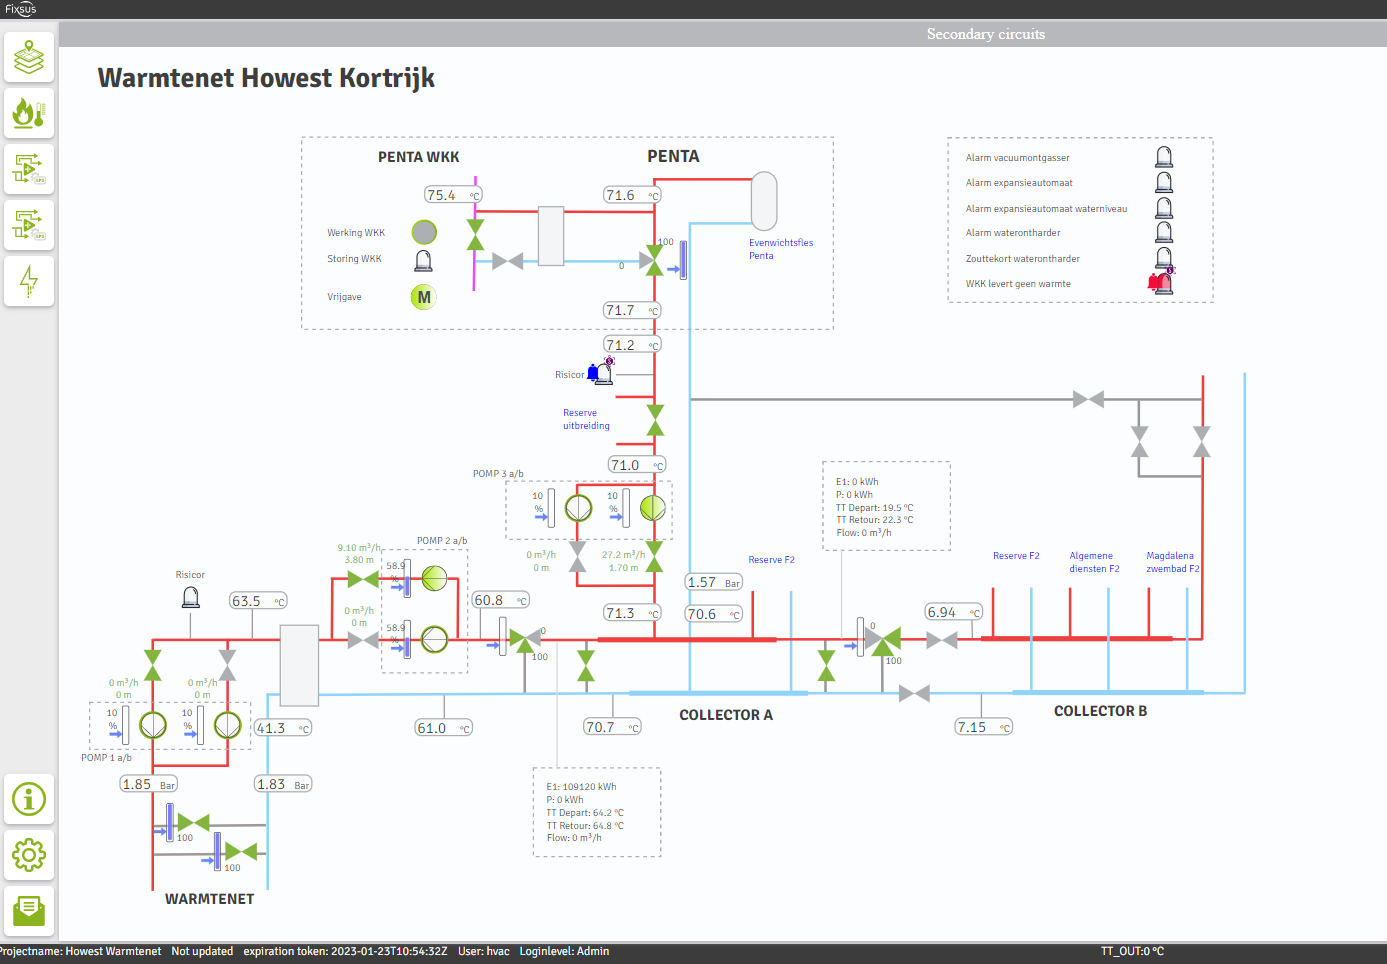 Fixsus
Secondary circuits
Warmtenet Howest Kortrijk
PENTA WKK
PENTA
75.4 °C
71.6 °C
Werking WKK
Storing WKK
Vrijgave
M
100
0
Evenwichtsfles
Penta
71.7 °C
Alarm vacuumontgasser
Alarm expansieautomaat
Alarm expansieautomaat waterniveau
Alarm waterontharder
Zouttekort waterontharder
WKK levert geen warmte
71.2 °C
Risicor
Reserve
uitbreiding
71.0 °C
POMP 3 a/b
10
%
10
%
0 m³/h
0 m
27.2 m³/h
1.70 m
E1: 0 kWh
P: 0 kWh
TT Depart: 19.5 °C
TT Retour: 22.3 °C
Flow: 0 m³/h
POMP 2 a/b
9.10 m³/h
3.80 m
58.9
%
0 m³/h
0 m
58.9
%
Reserve F2
Reserve F2
Algemene
diensten F2
Magdalena
zwembad F2
Risicor
63.5 °C
60.8 °C
71.3 °C
1.57 Bar
70.6 °C
6.94 °C
0
100
0
100
0 m³/h
0 m
0 m³/h
0 m
10
%
10
%
POMP 1 a/b
41.3 °C
61.0 °C
70.7 °C
COLLECTOR A
7.15 °C
COLLECTOR B
1.85 Bar
1.83 Bar
100
100
E1: 109120 kWh
P: 0 kWh
TT Depart: 64.2 °C
TT Retour: 64.8 °C
Flow: 0 m³/h
WARMTENET
Projectname: Howest Warmtenet Not updated expiration token: 2023-01-23T10:54:32Z User: hvac Loginlevel: Admin
TT_OUT:0 °C